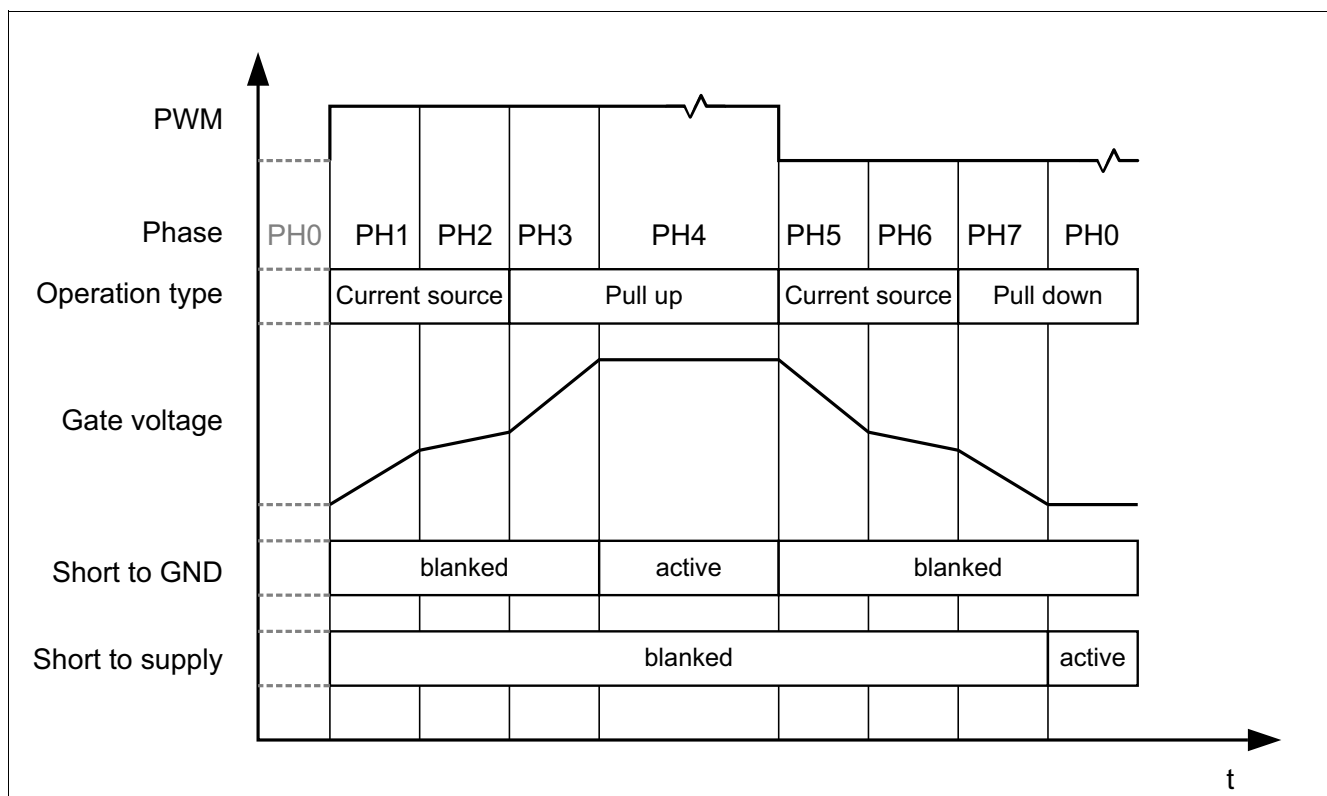 PWM
Phase PH0 PH1 PH2 PH3 PH4 PH5 PH6 PH7 PH0
Operation type Current source Pull up Current source Pull down
Gate voltage
Short to GND blanked active blanked
Short to supply blanked active
t